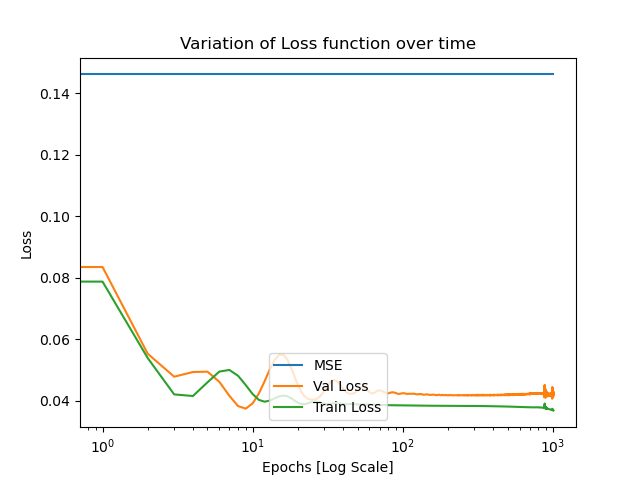 Variation of Loss function over time
Loss
0.14
0.12
0.10
0.08
0.06
0.04
MSE
Val Loss
Train Loss
10⁰
10¹
10²
10³
Epochs [Log Scale]